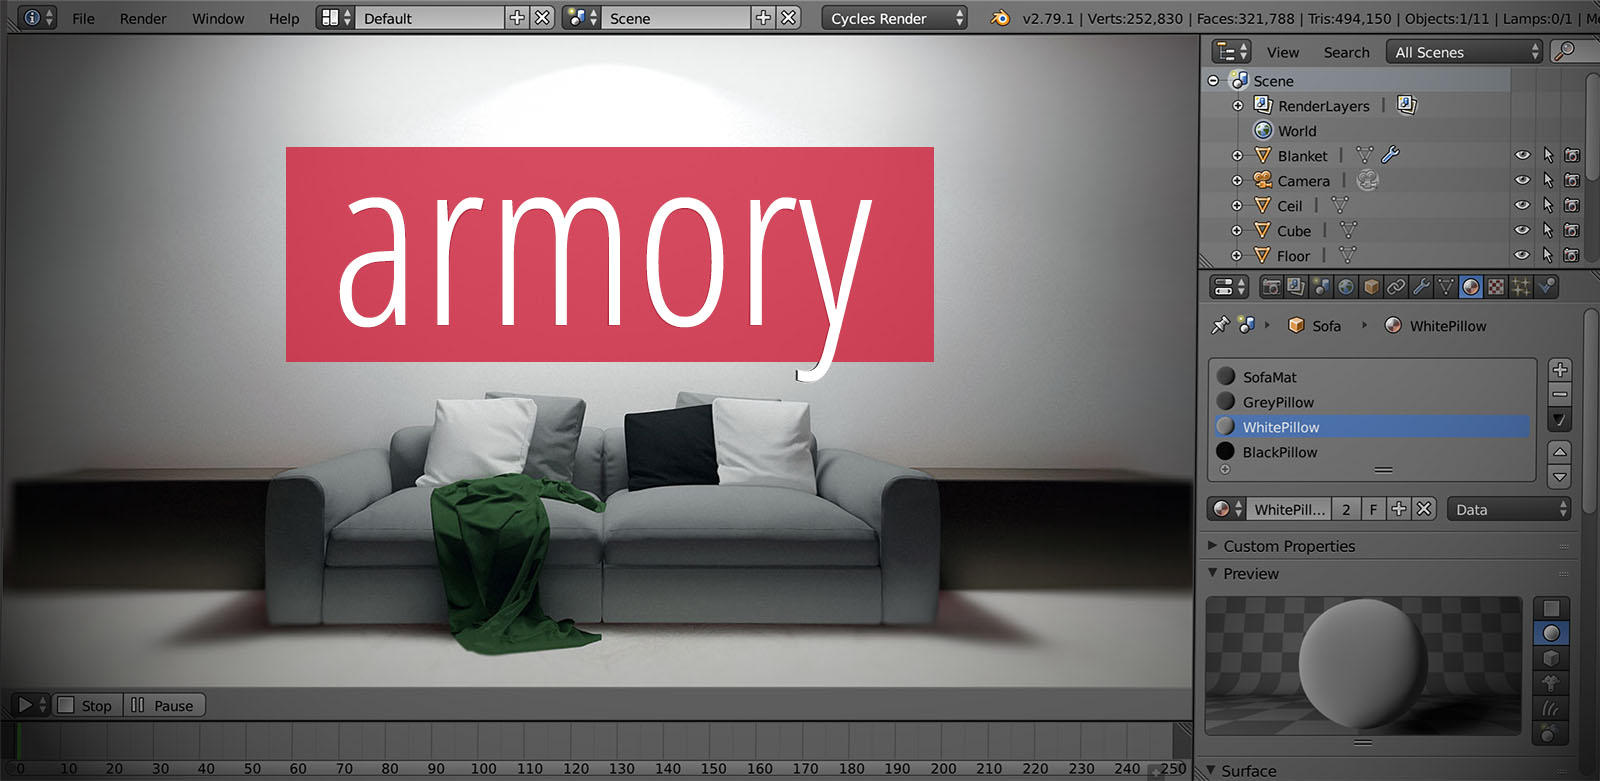 File Render Window Help Default Scene Cycles Render v2.79.1 | Verts:252,830 | Faces:321,788 | Tris:494,150 | Objects:1/11 | Lamps:0/1 |
View Search All Scenes
Scene
RenderLayers
World
Blanket
Camera
Ceil
Cube
Floor
armory
Sofa WhitePillow
SofaMat
GreyPillow
WhitePillow
BlackPillow
WhitePill... 2 F Data
Custom Properties
Preview
Surface
Stop Pause
0 10 20 30 40 50 60 70 80 90 100 110 120 130 140 150 160 170 180 190 200 210 220 230 240 250